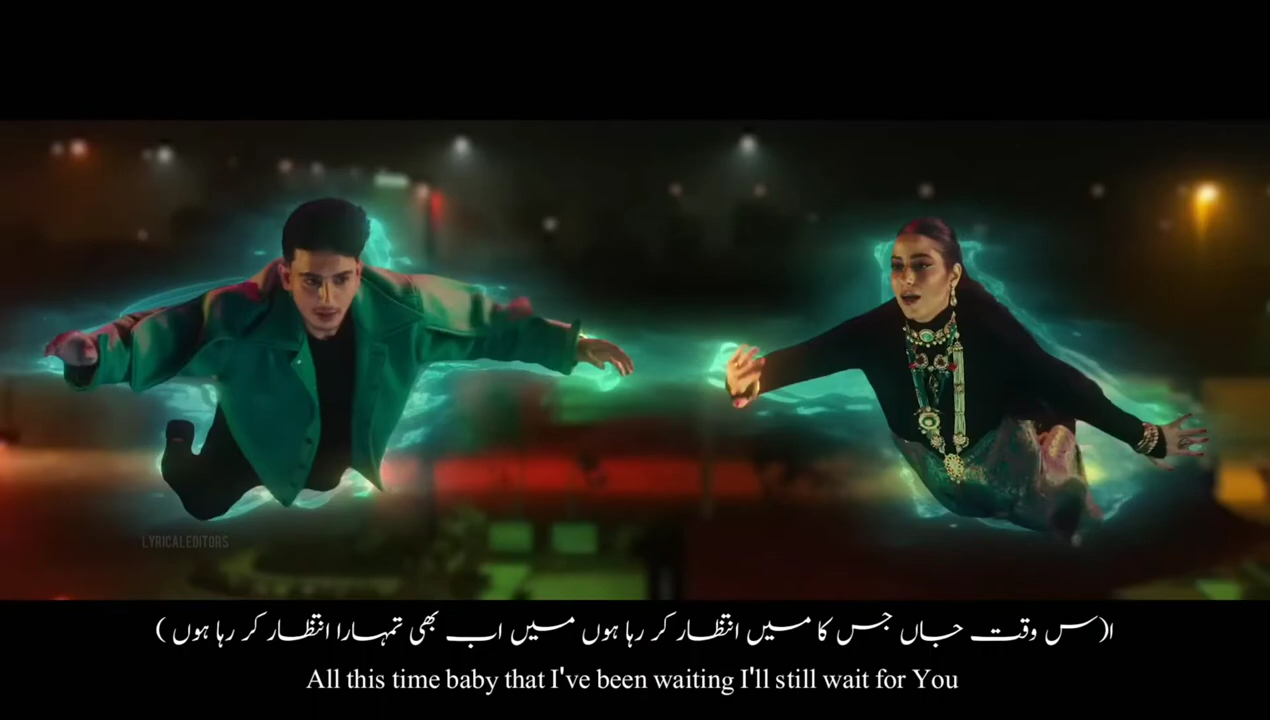 LYRICALEDITORS
ا(س وقت جاں جس کا میں انتظار کر رہا ہوں میں اب بھی تمہارا انتظار کر رہا ہوں )
All this time baby that I've been waiting I'll still wait for You